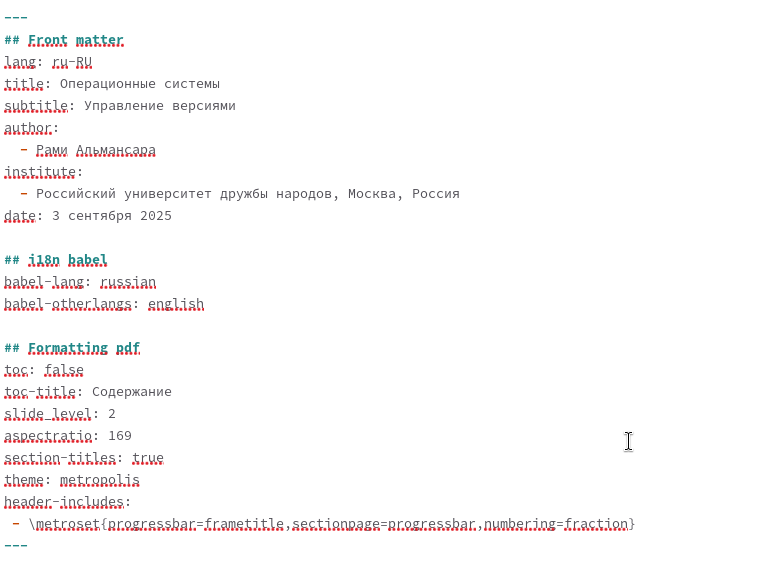 ---
## Front matter
lang: ru-RU
title: Операционные системы
subtitle: Управление версиями
author:
  - Рами Альмансара
institute:
  - Российский университет дружбы народов, Москва, Россия
date: 3 сентября 2025

## i18n babel
babel-lang: russian
babel-otherlangs: english

## Formatting pdf
toc: false
toc-title: Содержание
slide_level: 2
aspectratio: 169
section-titles: true
theme: metropolis
header-includes:
 - \metroset{progressbar=frametitle,sectionpage=progressbar,numbering=fraction}
---